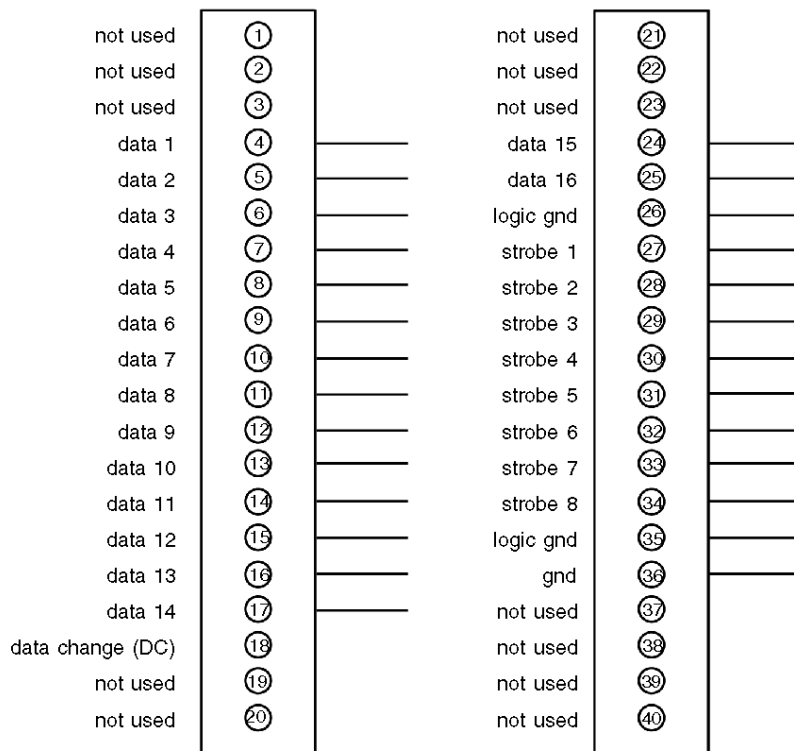 not used 1
not used 2
not used 3
data 1 4
data 2 5
data 3 6
data 4 7
data 5 8
data 6 9
data 7 10
data 8 11
data 9 12
data 10 13
data 11 14
data 12 15
data 13 16
data 14 17
data change (DC) 18
not used 19
not used 20
not used 21
not used 22
not used 23
data 15 24
data 16 25
logic gnd 26
strobe 1 27
strobe 2 28
strobe 3 29
strobe 4 30
strobe 5 31
strobe 6 32
strobe 7 33
strobe 8 34
logic gnd 35
gnd 36
not used 37
not used 38
not used 39
not used 40